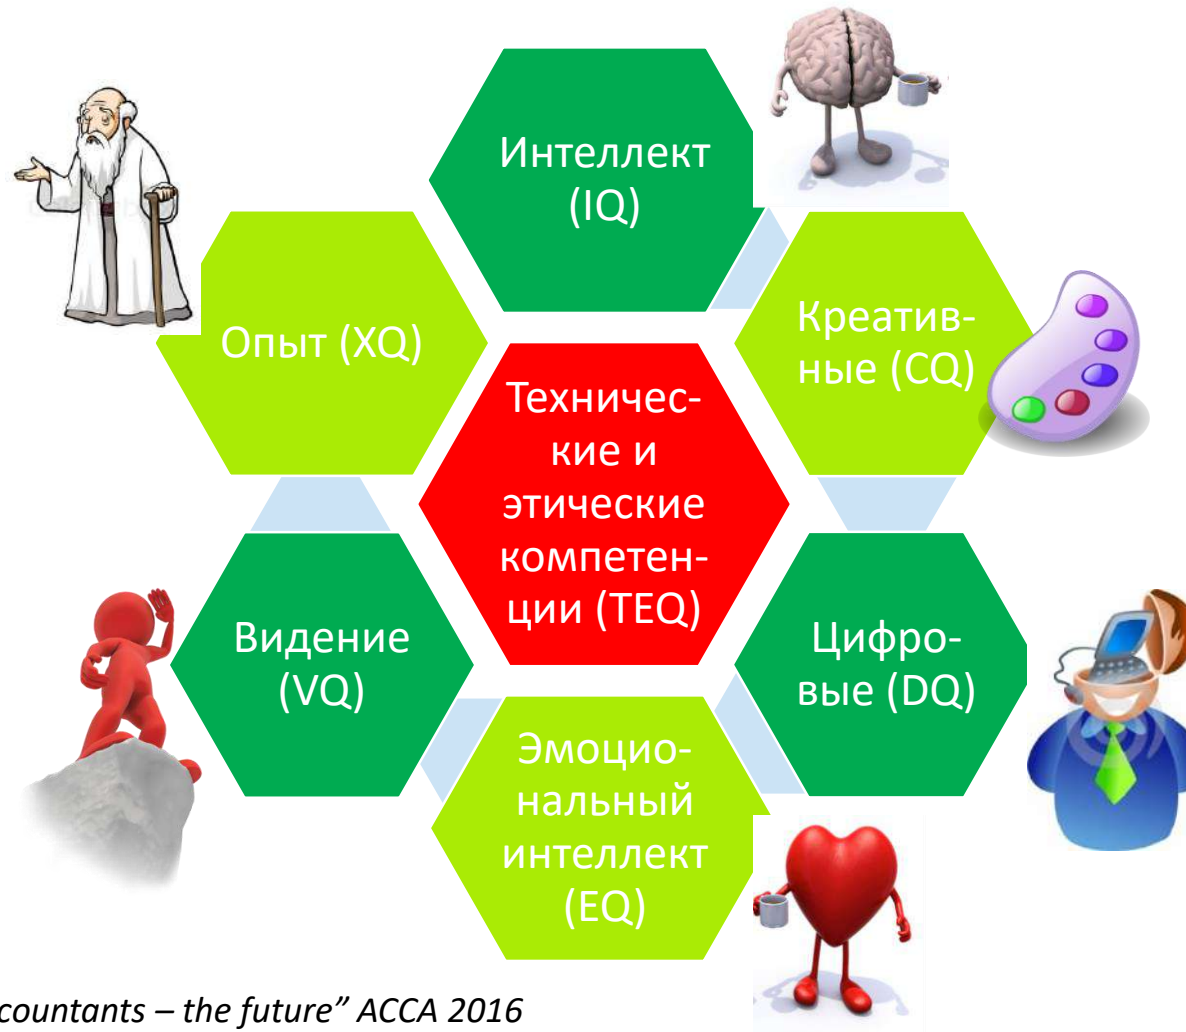 Интеллект
(IQ)
Креатив-
ные (CQ)
Опыт (XQ)
Техничес-
кие и
этические
компетен-
ции (TEQ)
Видение
(VQ)
Цифро-
вые (DQ)
Эмоцио-
нальный
интеллект
(EQ)
countants – the future” ACCA 2016